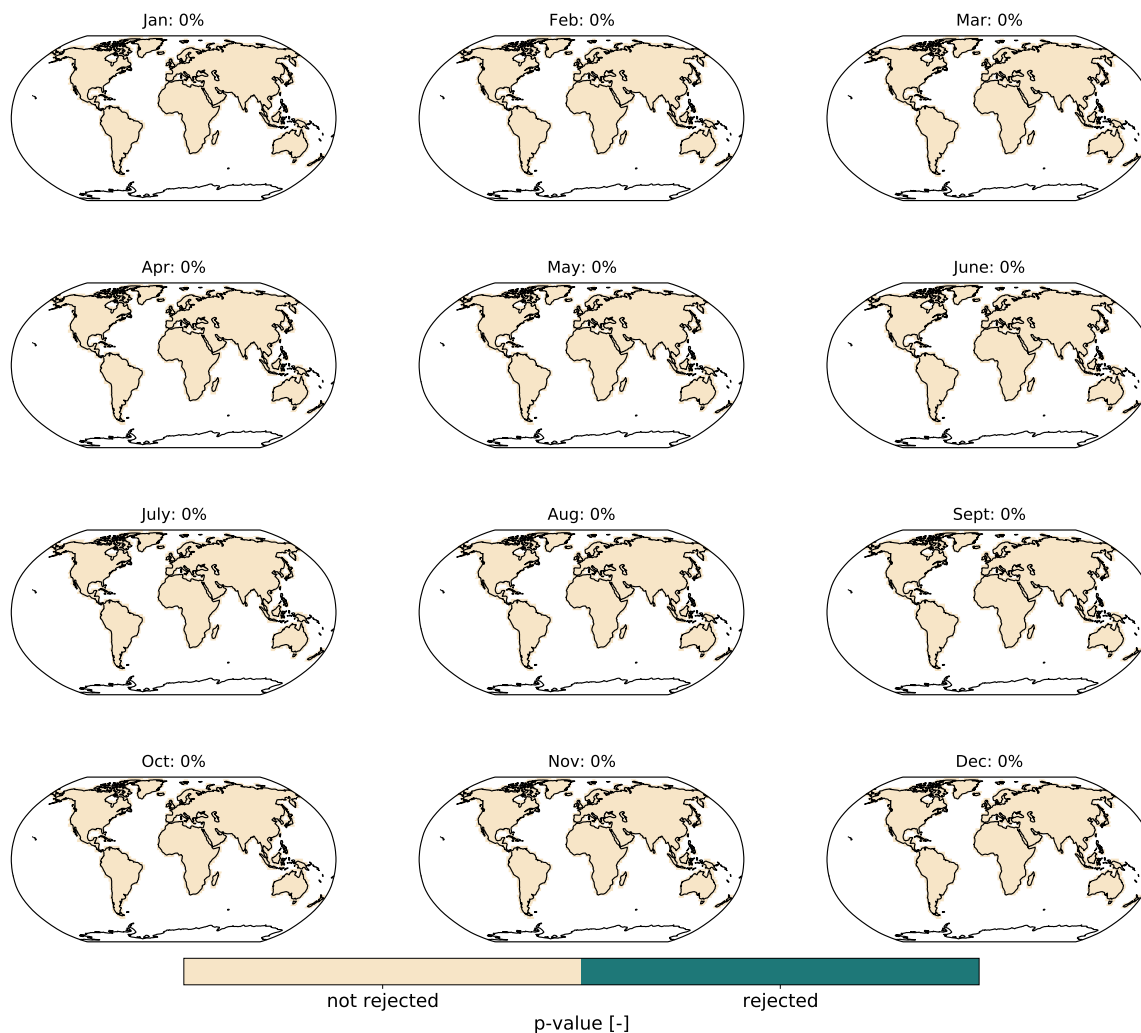 Jan: 0%
Feb: 0%
Mar: 0%
Apr: 0%
May: 0%
June: 0%
July: 0%
Aug: 0%
Sept: 0%
Oct: 0%
Nov: 0%
Dec: 0%
not rejected
rejected
p-value [-]